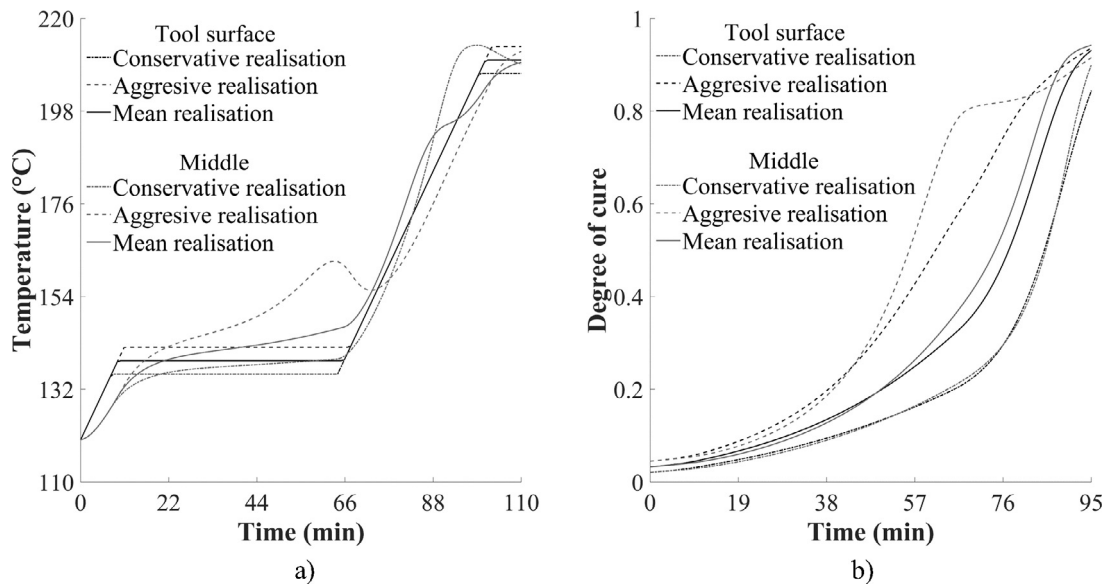 220
198
176
154
132
110
Temperature (°C)
Tool surface
Conservative realisation
Aggresive realisation
Mean realisation
Middle
Conservative realisation
Aggresive realisation
Mean realisation
0 22 44 66 88 110
Time (min)
a)
1
0.8
0.6
0.4
0.2
0
Degree of cure
Tool surface
Conservative realisation
Aggresive realisation
Mean realisation
Middle
Conservative realisation
Aggresive realisation
Mean realisation
0 19 38 57 76 95
Time (min)
b)